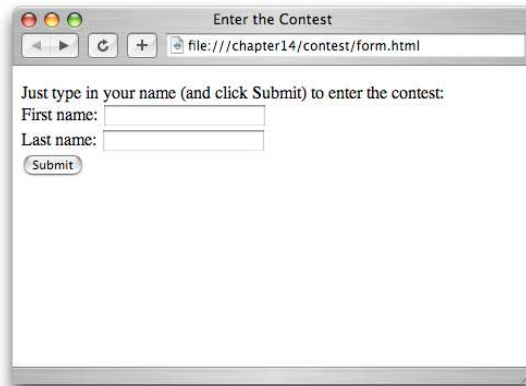 Enter the Contest
file:///chapter14/contest/form.html
Just type in your name (and click Submit) to enter the contest:
First name:
Last name:
Submit